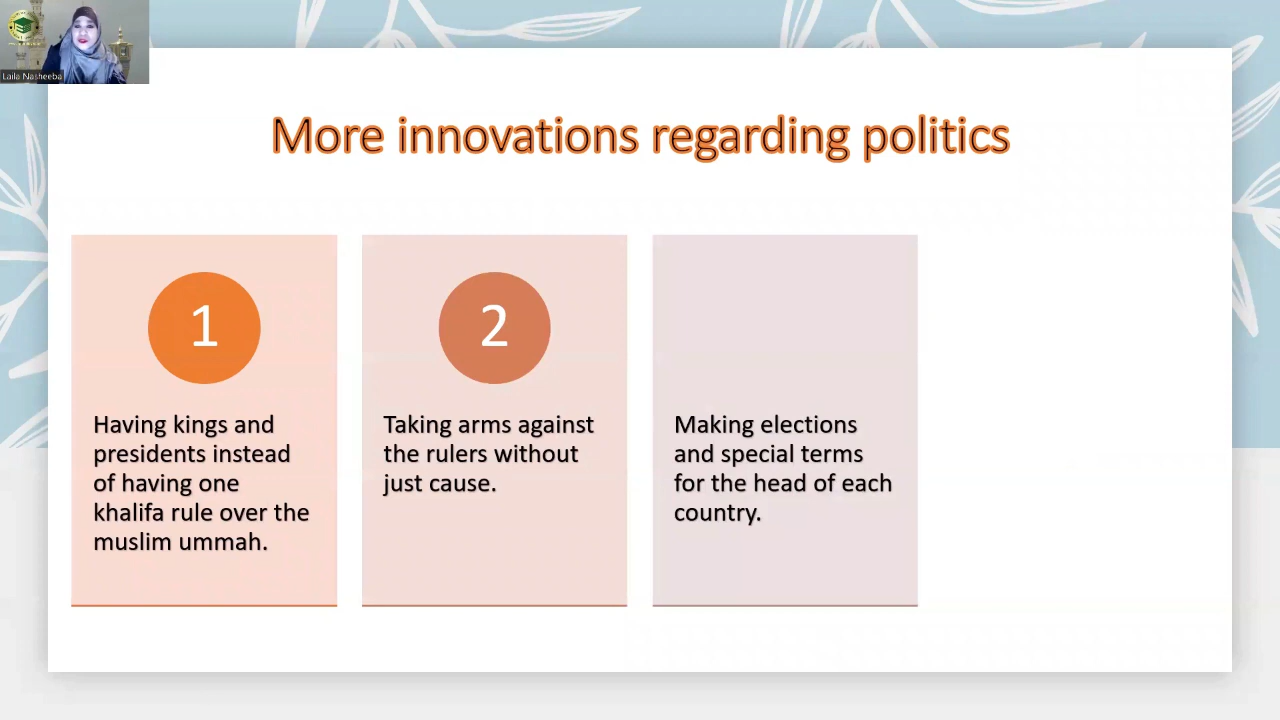 Laila Nasheeba
More innovations regarding politics
1
Having kings and
presidents instead
of having one
khalifa rule over the
muslim ummah.
2
Taking arms against
the rulers without
just cause.
Making elections
and special terms
for the head of each
country.